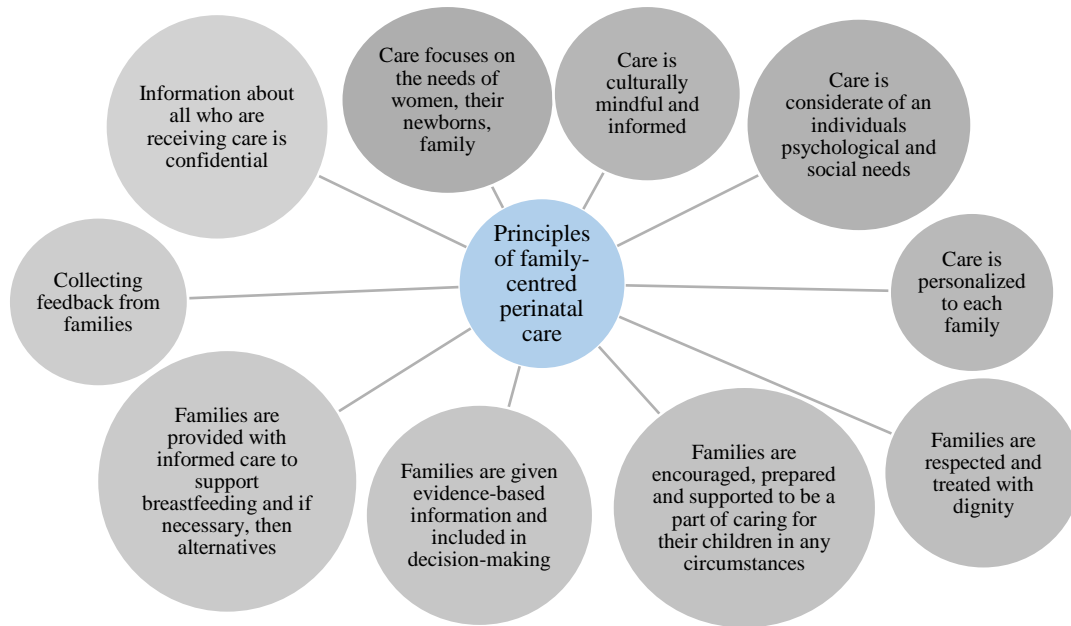 Care focuses on
the needs of
women, their
newborns,
family
Care is
culturally
mindful and
informed
Care is
considerate of an
individuals
psychological and
social needs
Care is
personalized to
each family
Families are
respected and
treated with
dignity
Families are
encouraged, prepared
and supported to be a
part of caring for
their children in any
circumstances
Families are given
evidence-based
information and
included in
decision-making
Families are
provided with
informed care to
support
breastfeeding and if
necessary, then
alternatives
Collecting
feedback from
families
Information about
all who are
receiving care is
confidential
Principles
of family-
centred
perinatal
care